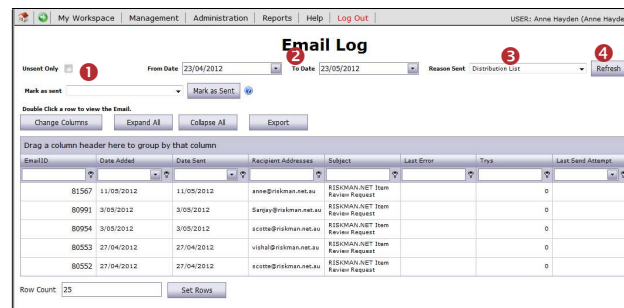 My Workspace | Management | Administration | Reports | Help | Log Out | USER: Anne Hayden (Anne Hayde
Email Log
1 2 3 4
Unsent Only From Date 23/04/2012 To Date 23/05/2012 Reason Sent Distribution List Refresh
Mark as sent Mark as Sent
Double Click a row to view the Email.
Change Columns Expand All Collapse All Export
Drag a column header here to group by that column
EmailID Date Added Date Sent Recipient Addresses Subject Last Error Trys Last Send Attempt
81567 11/05/2012 11/05/2012 anne@riskman.net.au RISKMAN.NET Item Review Request 0
80991 3/05/2012 3/05/2012 Sanjay@riskman.net.au RISKMAN.NET Item Review Request 0
80954 3/05/2012 3/05/2012 scotte@riskman.net.au RISKMAN.NET Item Review Request 0
80553 27/04/2012 27/04/2012 vishal@riskman.net.au RISKMAN.NET Item Review Request 0
80552 27/04/2012 27/04/2012 scotte@riskman.net.au RISKMAN.NET Item Review Request 0
Row Count 25 Set Rows